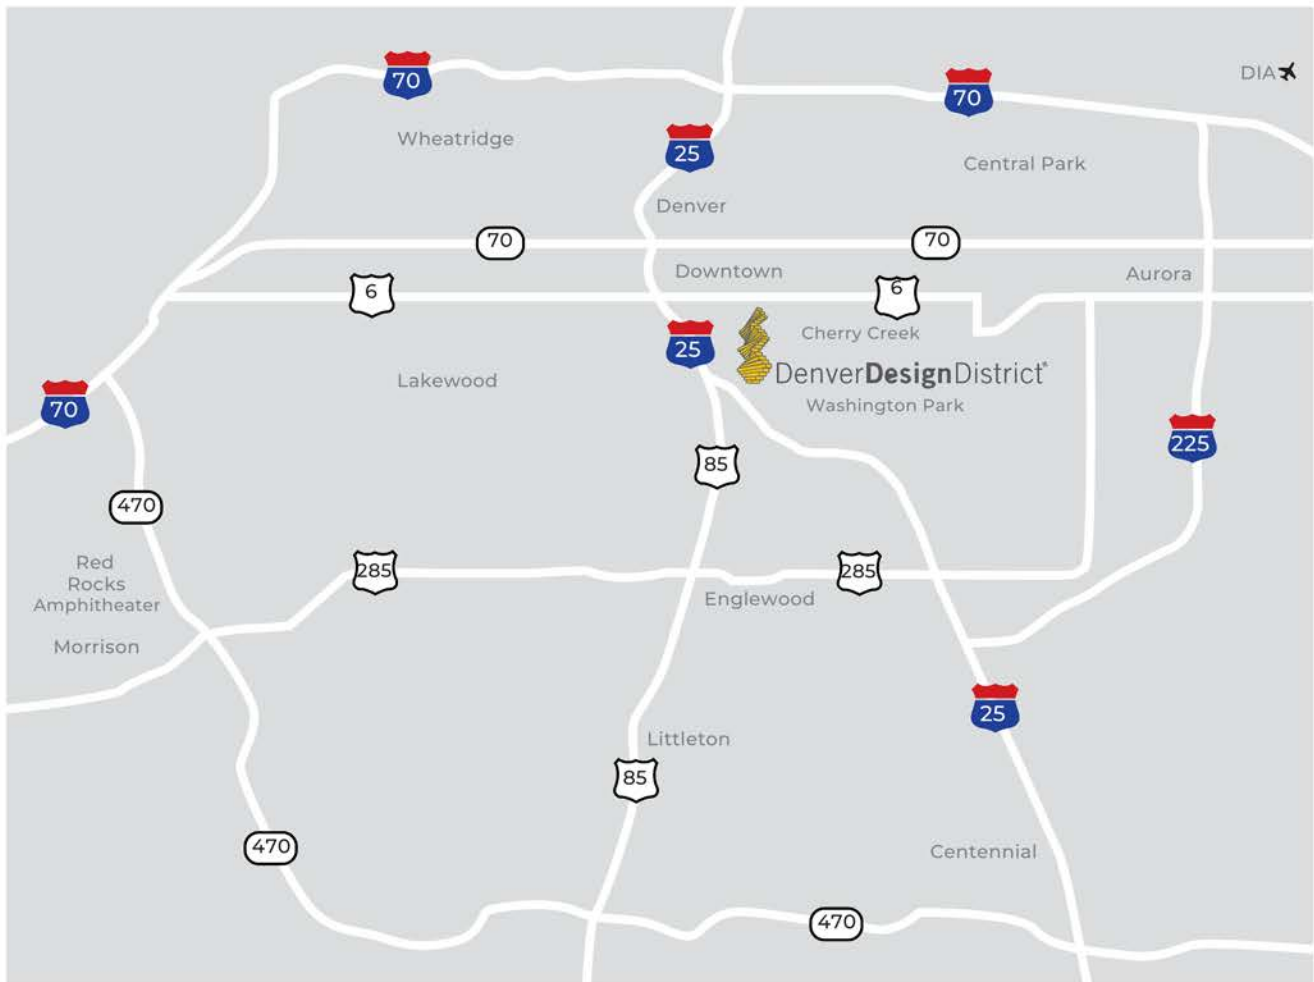 70
70
DIA
25
Wheatridge
Central Park
Denver
70
70
Downtown
Aurora
6
6
Cherry Creek
25
DenverDesignDistrict®
Lakewood
Washington Park
70
225
85
470
Red
Rocks
Amphitheater
285
285
Englewood
Morrison
25
Littleton
85
470
Centennial
470